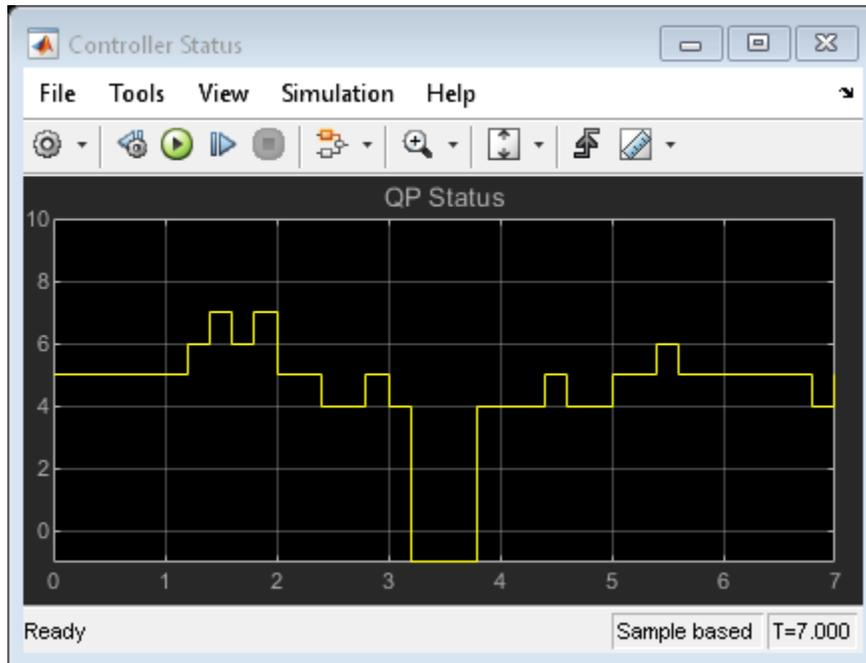 Controller Status
File Tools View Simulation Help
QP Status
10
8
6
4
2
0
0 1 2 3 4 5 6 7
Ready Sample based T=7.000